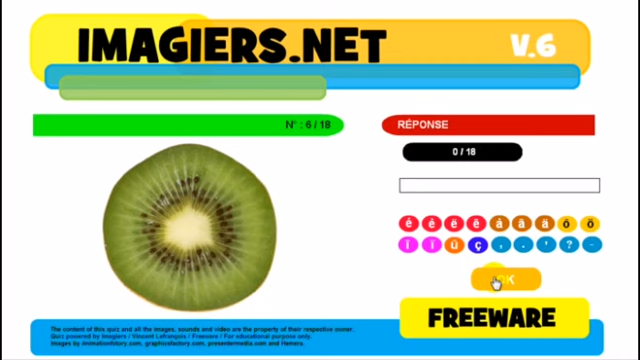 IMAGIERS.NET
V.6
N° : 6 / 18
RÉPONSE
0 / 18
é è ë ê à â ä ô ö
ç ' ? -
FREEWARE
The content of this quiz and all the images, sounds and video are the property of their respective owner.
Quiz powered by Imagiers / Vincent Lefrançois / Freeware / For educational purpose only.
Images by Animationfstory.com, graphicsfactory.com, presentermedia.com and Hemera.